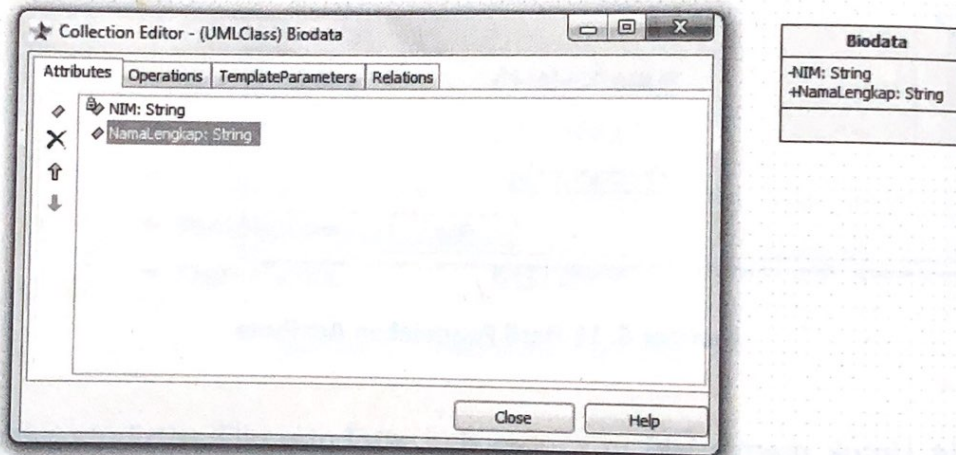 Collection Editor - (UMLClass) Biodata
Attributes Operations TemplateParameters Relations
NIM: String
NamaLengkap: String
Close Help
Biodata
-NIM: String
+NamaLengkap: String